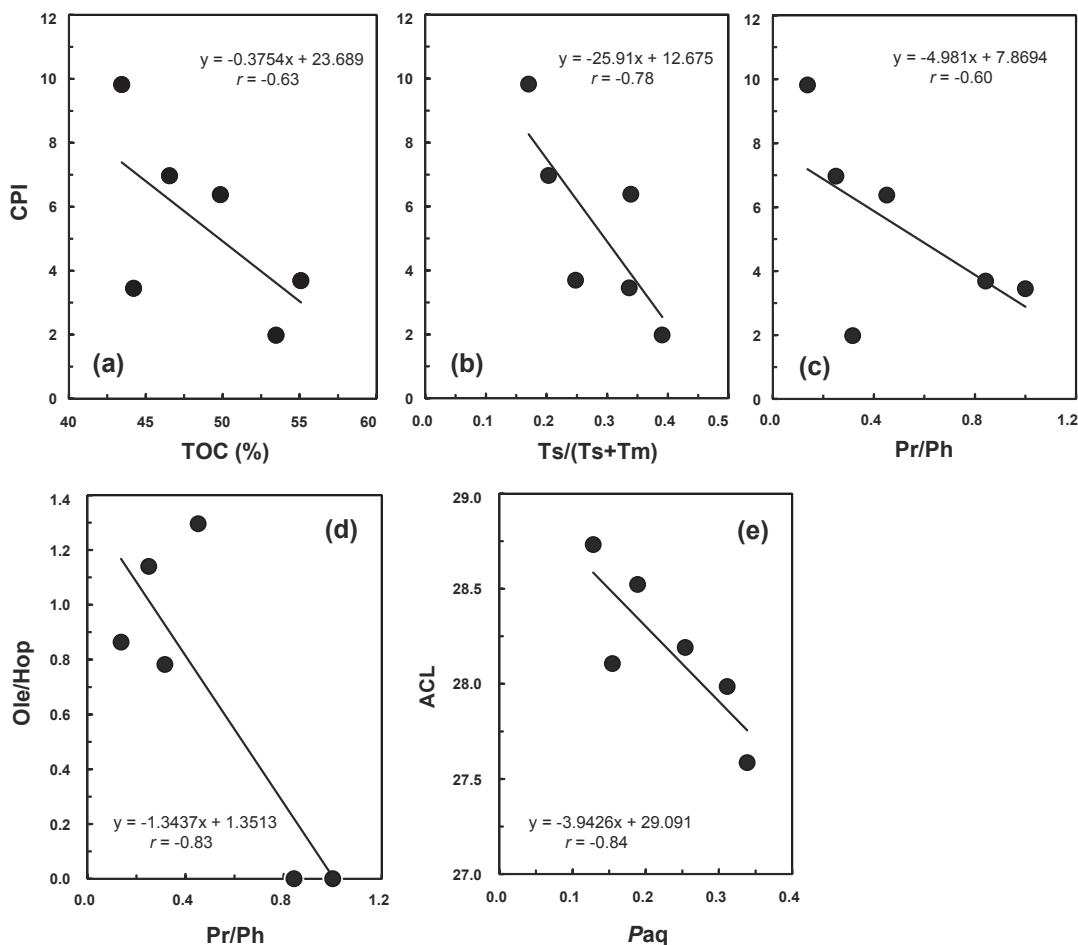 12
10
8
6
4
2
0
CPI
y = -0.3754x + 23.689
r = -0.63
(a)
40 45 50 55 60
TOC (%)
12
10
8
6
4
2
0
y = -25.91x + 12.675
r = -0.78
(b)
0.0 0.1 0.2 0.3 0.4 0.5
Ts/(Ts+Tm)
12
10
8
6
4
2
0
y = -4.981x + 7.8694
r = -0.60
(c)
0.0 0.4 0.8 1.2
Pr/Ph
1.4
1.2
1.0
0.8
0.6
0.4
0.2
0.0
Ole/Hop
(d)
y = -1.3437x + 1.3513
r = -0.83
0.0 0.4 0.8 1.2
Pr/Ph
29.0
28.5
28.0
27.5
27.0
ACL
(e)
y = -3.9426x + 29.091
r = -0.84
0.0 0.1 0.2 0.3 0.4
Paq